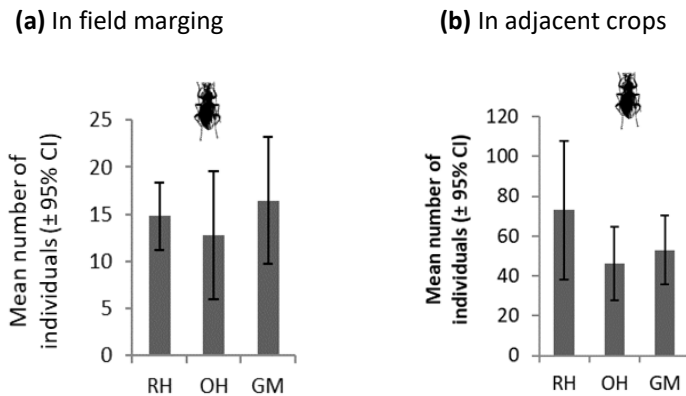 (a) In field marging
(b) In adjacent crops
Mean number of
individuals (± 95% CI)
25
20
15
10
5
0
RH OH GM
Mean number of
individuals (± 95% CI)
120
100
80
60
40
20
0
RH OH GM